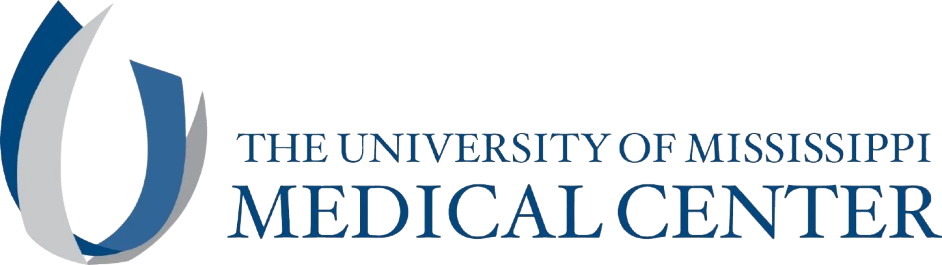 THE UNIVERSITY OF MISSISSIPPI
MEDICAL CENTER